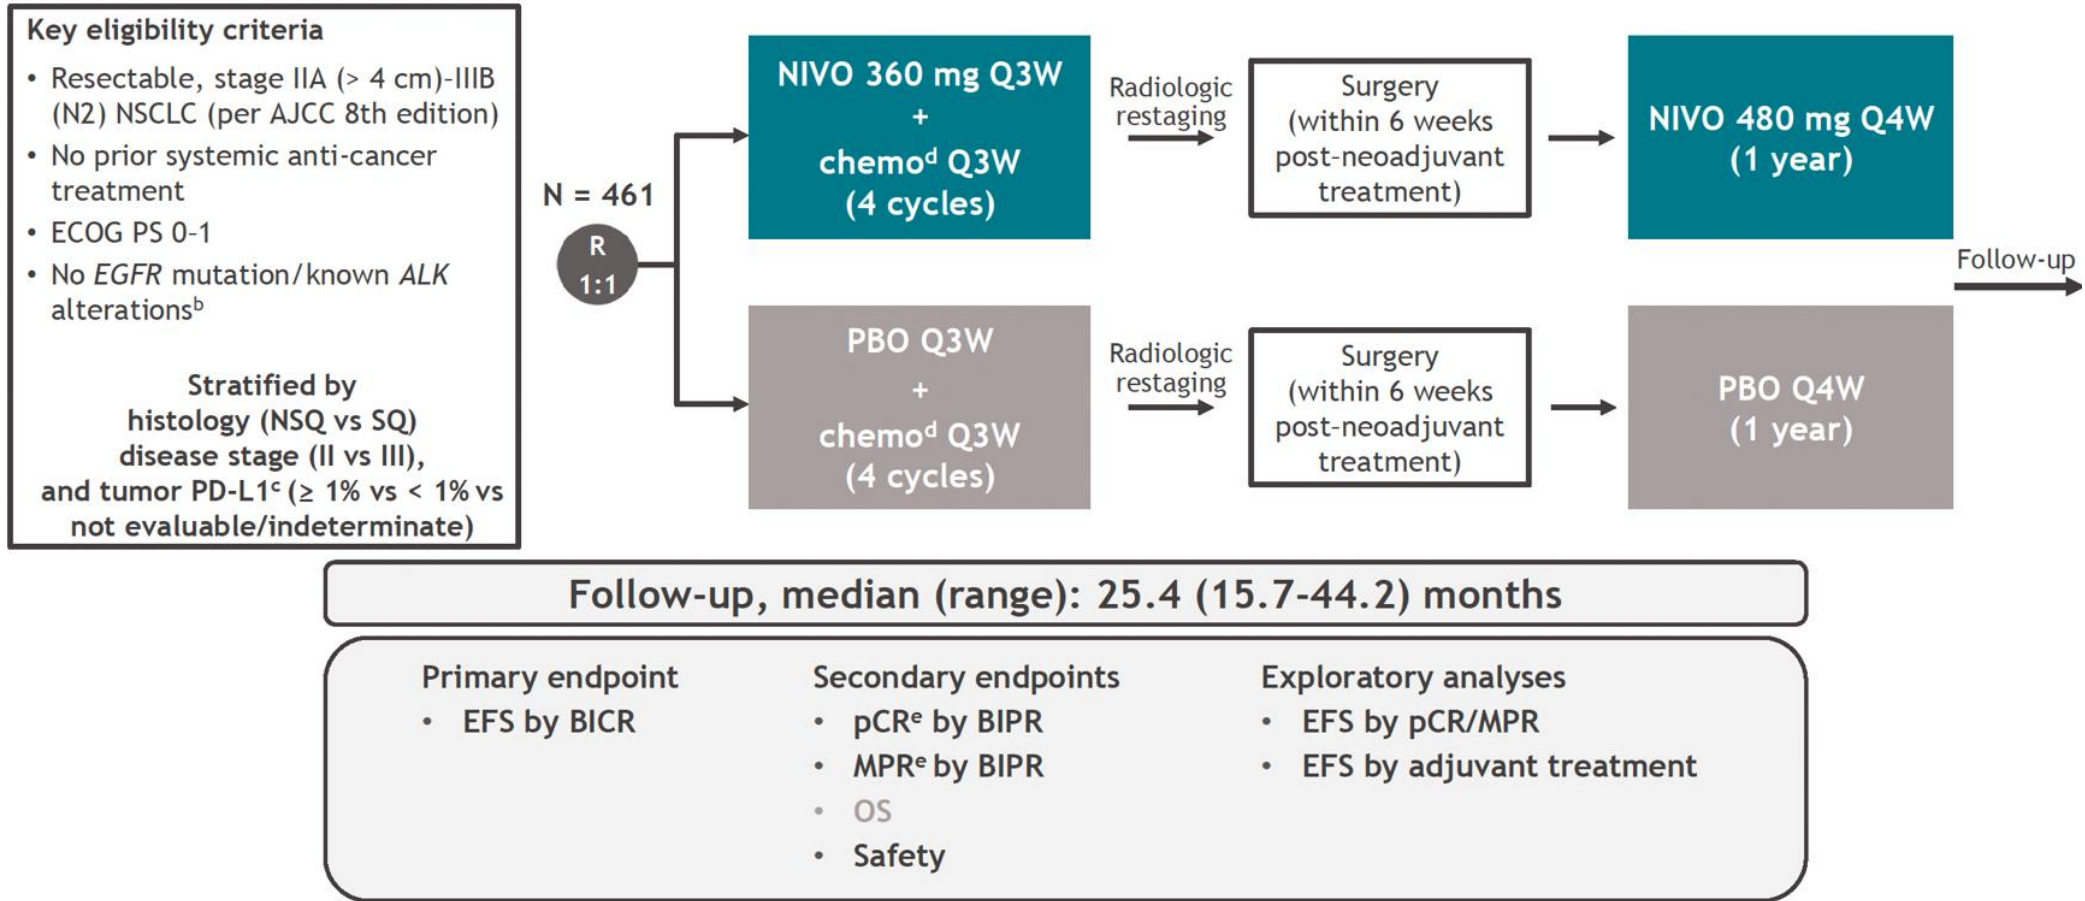 Key eligibility criteria
• Resectable, stage IIA (> 4 cm)–IIIB
(N2) NSCLC (per AJCC 8th edition)
• No prior systemic anti-cancer
treatment
• ECOG PS 0–1
• No EGFR mutation/known ALK
alterationsᵇ
Stratified by
histology (NSQ vs SQ)
disease stage (II vs III),
and tumor PD-L1ᶜ (≥ 1% vs < 1% vs
not evaluable/indeterminate)
N = 461
R
1:1
NIVO 360 mg Q3W
+
chemoᵈ Q3W
(4 cycles)
Radiologic
restaging
Surgery
(within 6 weeks
post-neoadjuvant
treatment)
NIVO 480 mg Q4W
(1 year)
PBO Q3W
+
chemoᵈ Q3W
(4 cycles)
Radiologic
restaging
Surgery
(within 6 weeks
post-neoadjuvant
treatment)
PBO Q4W
(1 year)
Follow-up
Follow-up, median (range): 25.4 (15.7-44.2) months
Primary endpoint
• EFS by BICR
Secondary endpoints
• pCRᵉ by BIPR
• MPRᵉ by BIPR
• OS
• Safety
Exploratory analyses
• EFS by pCR/MPR
• EFS by adjuvant treatment